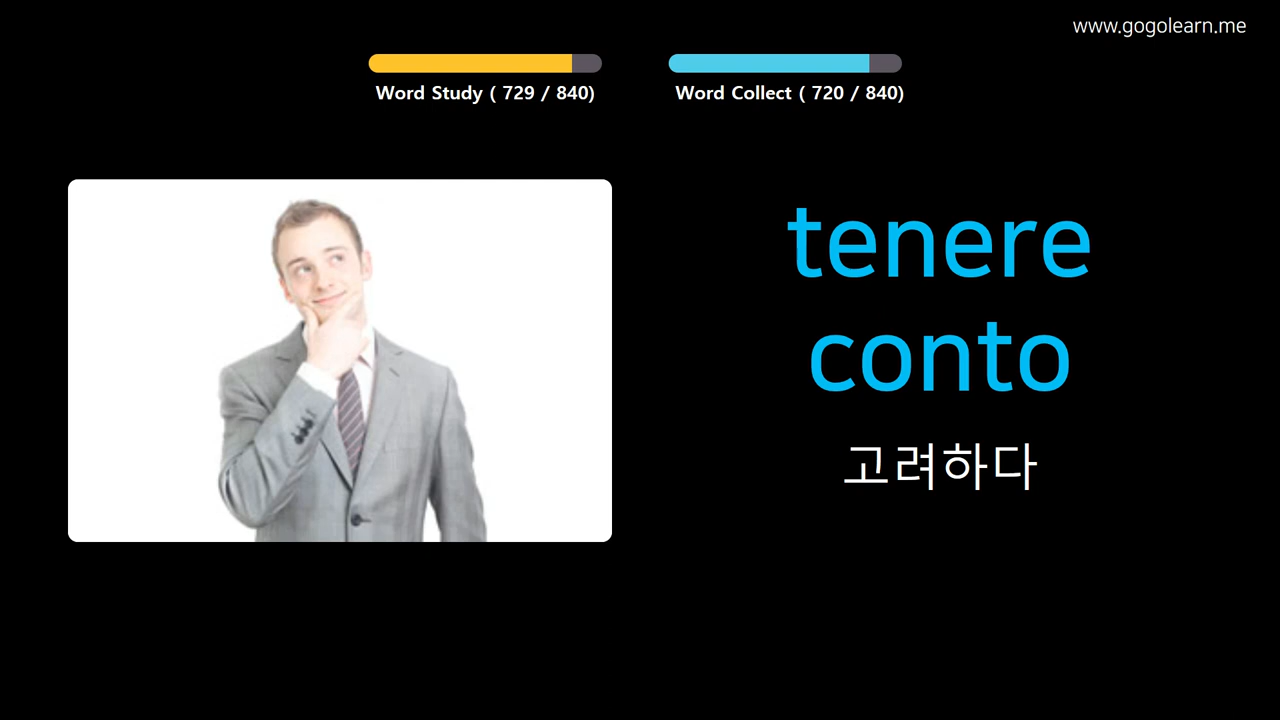 www.gogolearn.me
Word Study ( 729 / 840)
Word Collect ( 720 / 840)
tenere
conto
고려하다